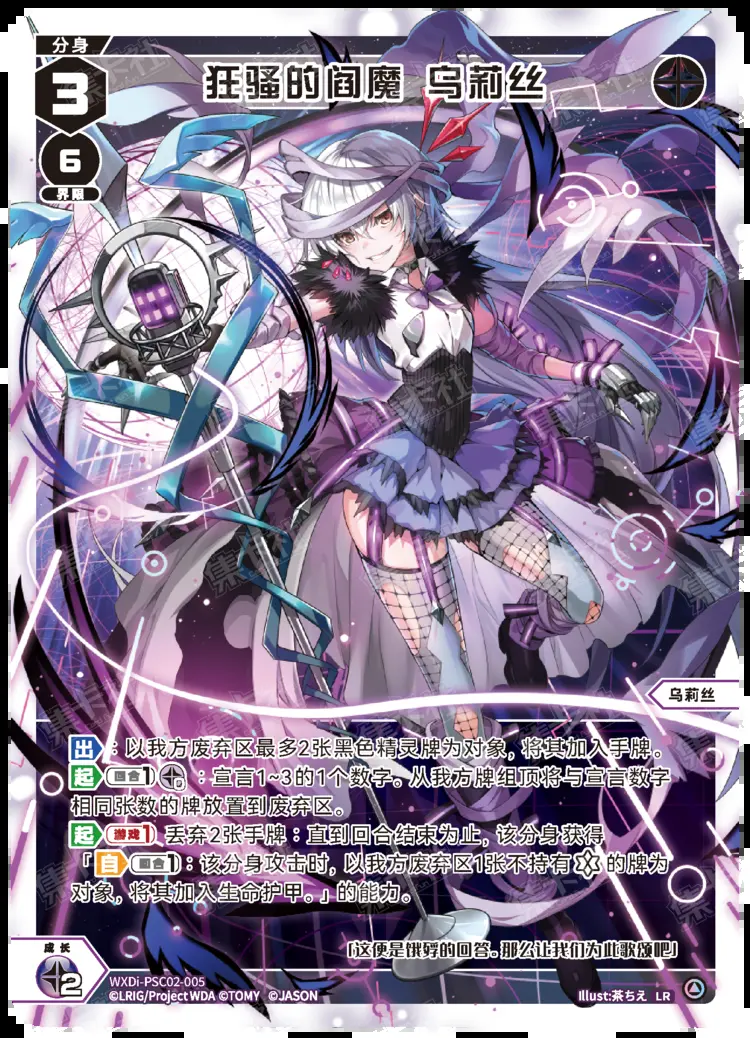 分身
3
狂骚的阎魔 乌莉丝
6
界限
乌莉丝
出：以我方废弃区最多2张黑色精灵牌为对象，将其加入手牌。
起 回合1 0：宣言1~3的1个数字。从我方牌组顶将与宣言数字
相同张数的牌放置到废弃区。
起 游戏1 丢弃2张手牌：直到回合结束为止，该分身获得
「自 回合1：该分身攻击时，以我方废弃区1张不持有的牌为
对象，将其加入生命护甲。」的能力。
「这便是饿殍的回答。那么让我们为此歌颂吧」
成长
2
WXDi-PSC02-005
©LRIG/Project WDA ©TOMY ©JASON
Illust:茶ちえ LR
集卡社